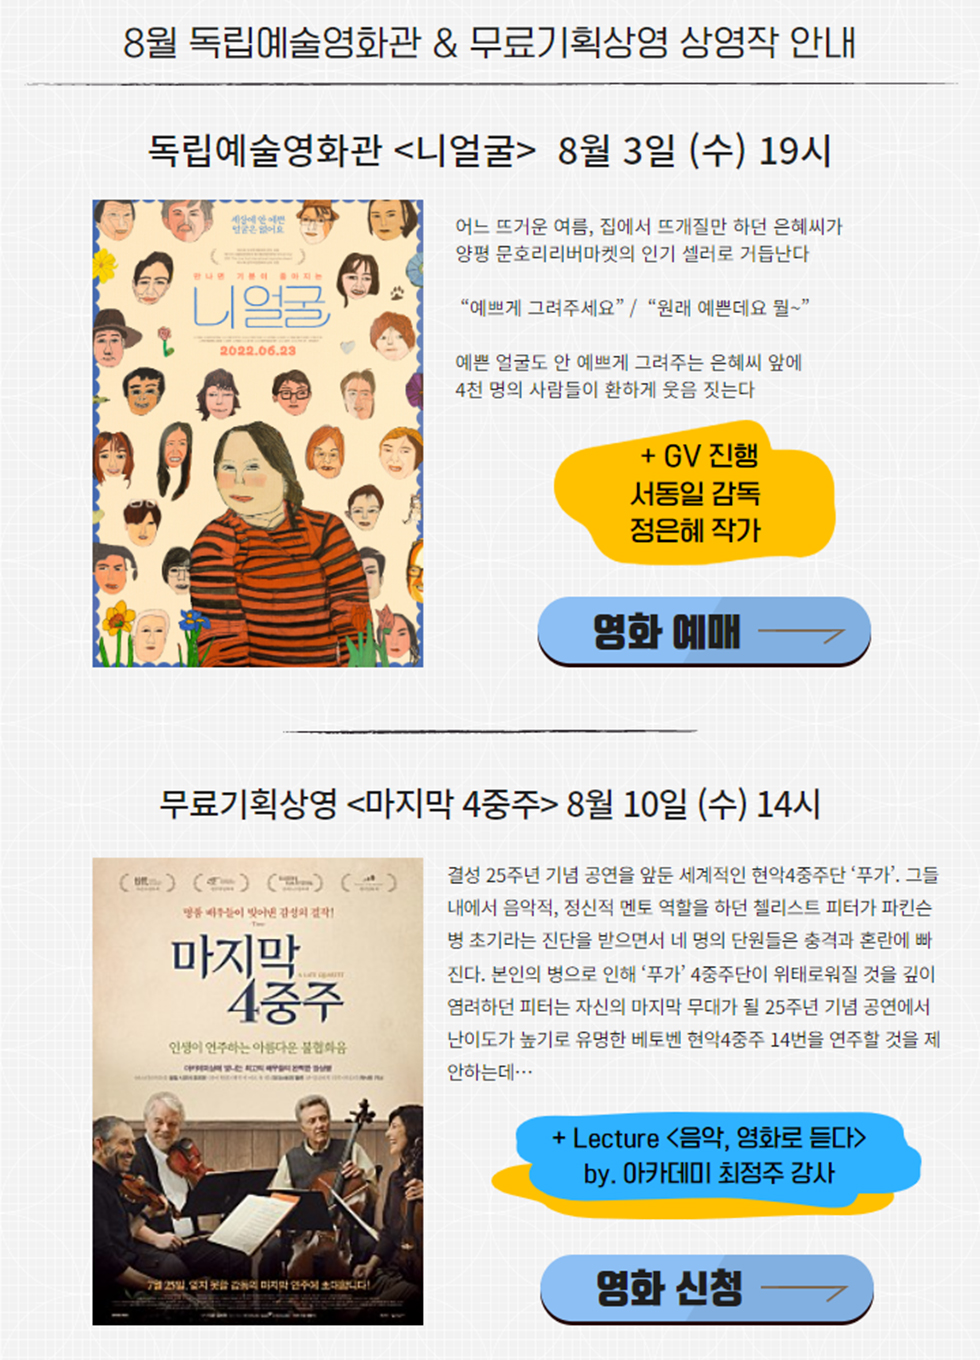 8월 독립예술영화관 & 무료기획상영 상영작 안내
독립예술영화관 <니얼굴> 8월 3일 (수) 19시
세상에 안 예쁜
얼굴은 없어요
만나면 기분이 좋아지는
니얼굴
2022.06.23
어느 뜨거운 여름, 집에서 뜨개질만 하던 은혜씨가
양평 문호리리버마켓의 인기 셀러로 거듭난다
“예쁘게 그려주세요” / “원래 예쁜데요 뭘~”
예쁜 얼굴도 안 예쁘게 그려주는 은혜씨 앞에
4천 명의 사람들이 환하게 웃음 짓는다
+ GV 진행
서동일 감독
정은혜 작가
영화 예매
무료기획상영 <마지막 4중주> 8월 10일 (수) 14시
명품 배우들이 빚어낸 감성의 걸작!
마지막
A LATE QUARTET
4중주
인생이 연주하는 아름다운 불협화음
7월 25일, 잊지 못할 감동의 마지막 연주에 초대합니다!
결성 25주년 기념 공연을 앞둔 세계적인 현악4중주단 ‘푸가’. 그들
내에서 음악적, 정신적 멘토 역할을 하던 첼리스트 피터가 파킨슨
병 초기라는 진단을 받으면서 네 명의 단원들은 충격과 혼란에 빠
진다. 본인의 병으로 인해 ‘푸가’ 4중주단이 위태로워질 것을 깊이
염려하던 피터는 자신의 마지막 무대가 될 25주년 기념 공연에서
난이도가 높기로 유명한 베토벤 현악4중주 14번을 연주할 것을 제
안하는데…
+ Lecture <음악, 영화로 듣다>
by. 아카데미 최정주 강사
영화 신청